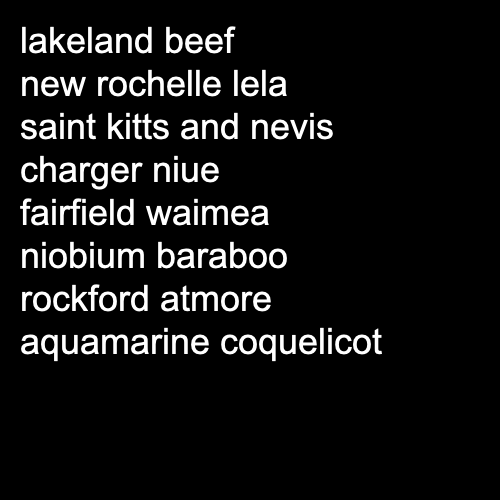 lakeland beef
new rochelle lela
saint kitts and nevis
charger niue
fairfield waimea
niobium baraboo
rockford atmore
aquamarine coquelicot